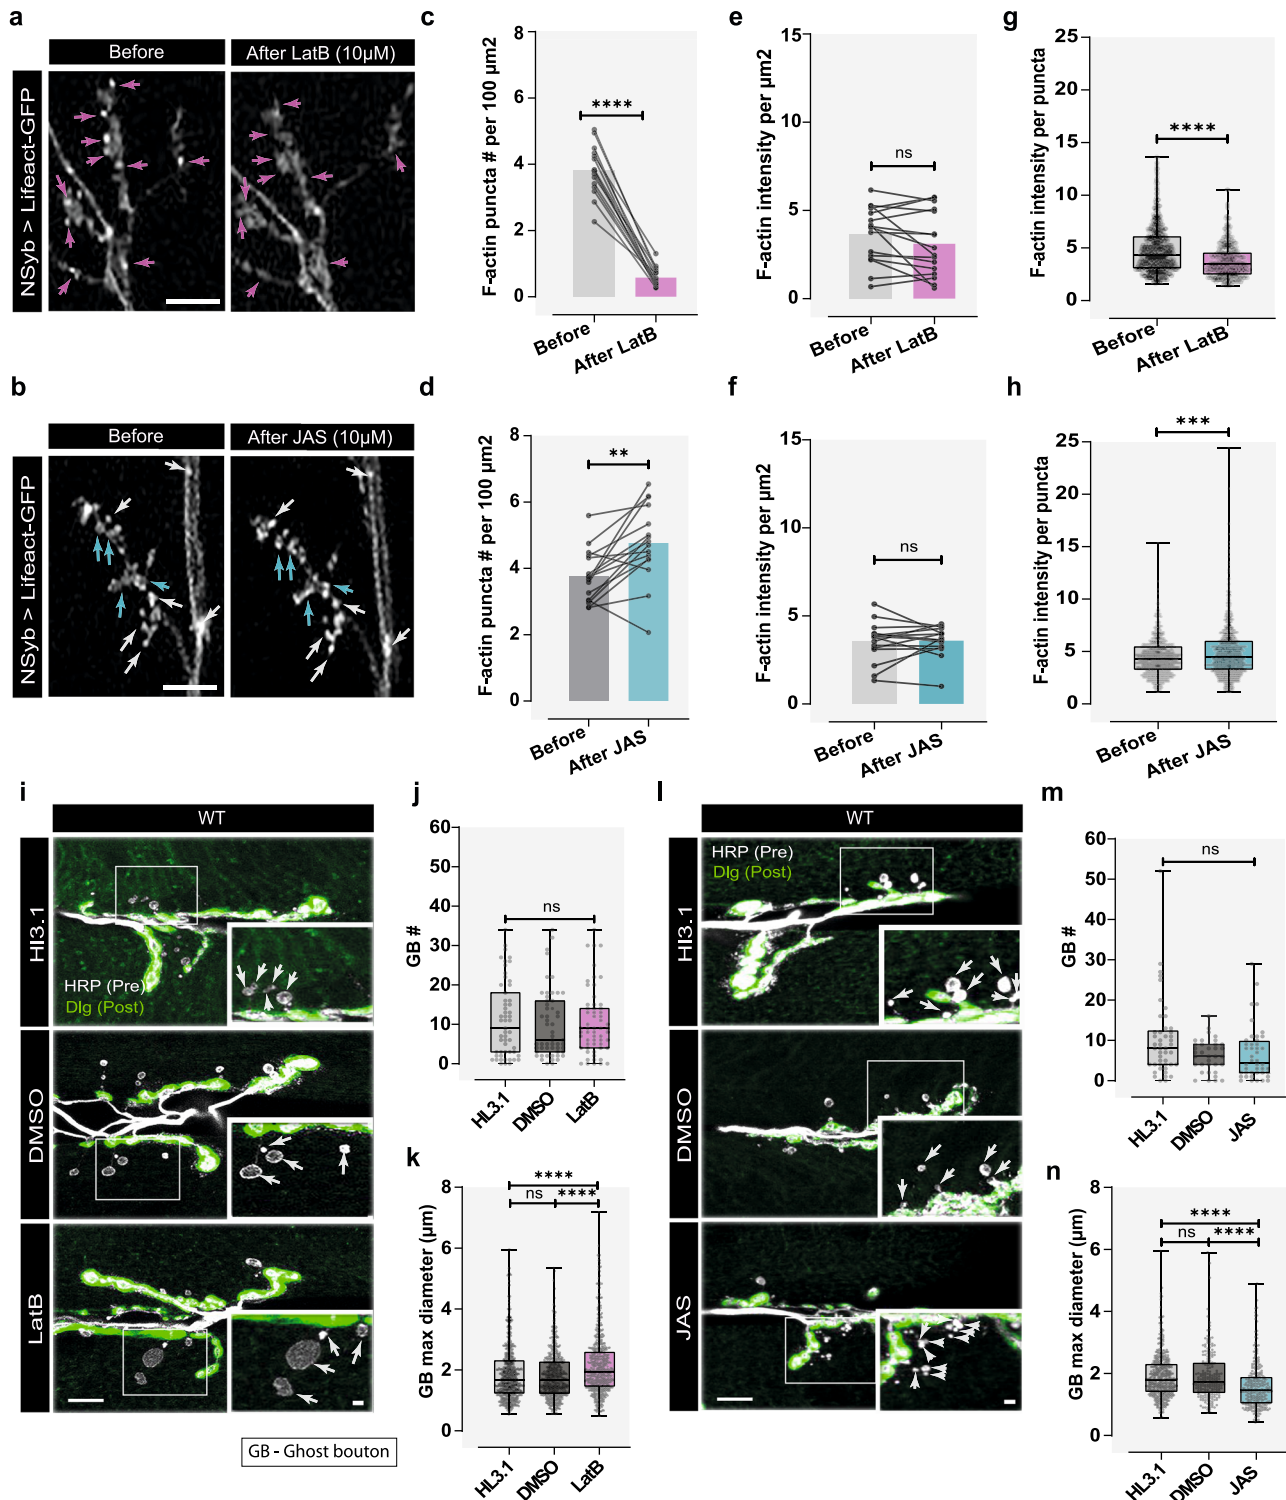 a
Before
After LatB (10µM)
NSyb > Lifeact-GFP
c
F-actin puncta # per 100 µm2
8
6
4
2
0
****
Before
After LatB
e
F-actin intensity per µm2
15
10
5
0
ns
Before
After LatB
g
F-actin intensity per puncta
25
20
15
10
5
0
****
Before
After LatB
b
Before
After JAS (10µM)
NSyb > Lifeact-GFP
d
F-actin puncta # per 100 µm2
8
6
4
2
0
**
Before
After JAS
f
F-actin intensity per µm2
15
10
5
0
ns
Before
After JAS
h
F-actin intensity per puncta
25
20
15
10
5
0
***
Before
After JAS
i
WT
Hl3.1
HRP (Pre)
Dlg (Post)
DMSO
LatB
GB - Ghost bouton
j
GB #
60
50
40
30
20
10
0
ns
HL3.1
DMSO
LatB
k
GB max diameter (µm)
8
6
4
2
0
****
ns
****
HL3.1
DMSO
LatB
l
WT
Hl3.1
HRP (Pre)
Dlg (Post)
DMSO
JAS
m
GB #
60
50
40
30
20
10
0
ns
HL3.1
DMSO
JAS
n
GB max diameter (µm)
8
6
4
2
0
****
ns
****
HL3.1
DMSO
JAS